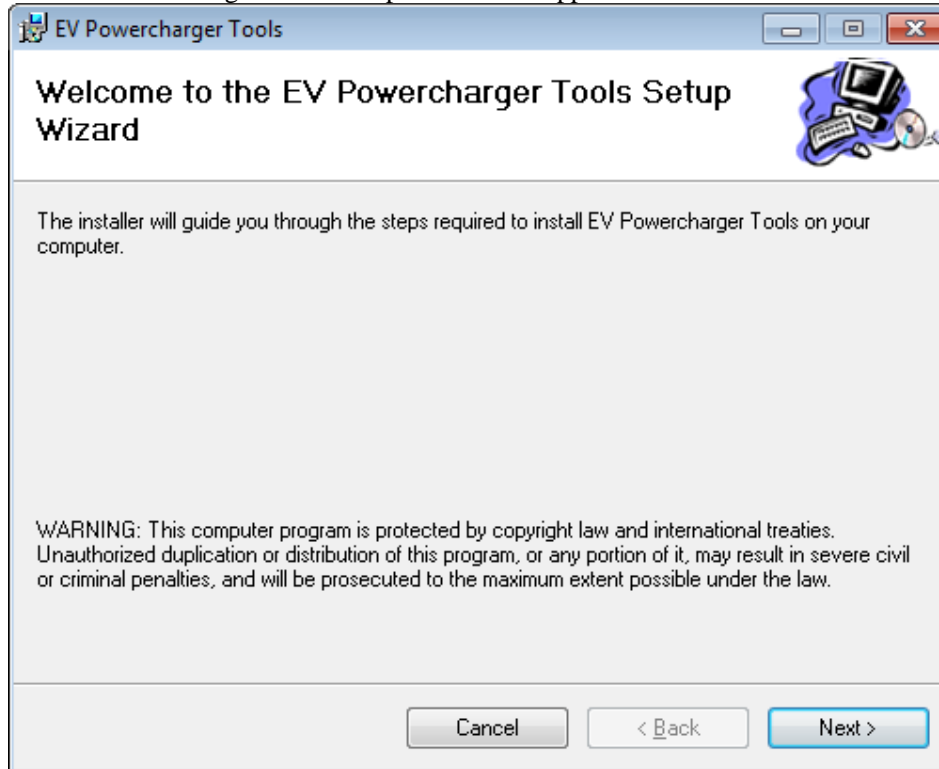 EV Powercharger Tools
Welcome to the EV Powercharger Tools Setup
Wizard
The installer will guide you through the steps required to install EV Powercharger Tools on your
computer.
WARNING: This computer program is protected by copyright law and international treaties.
Unauthorized duplication or distribution of this program, or any portion of it, may result in severe civil
or criminal penalties, and will be prosecuted to the maximum extent possible under the law.
Cancel
< Back
Next >